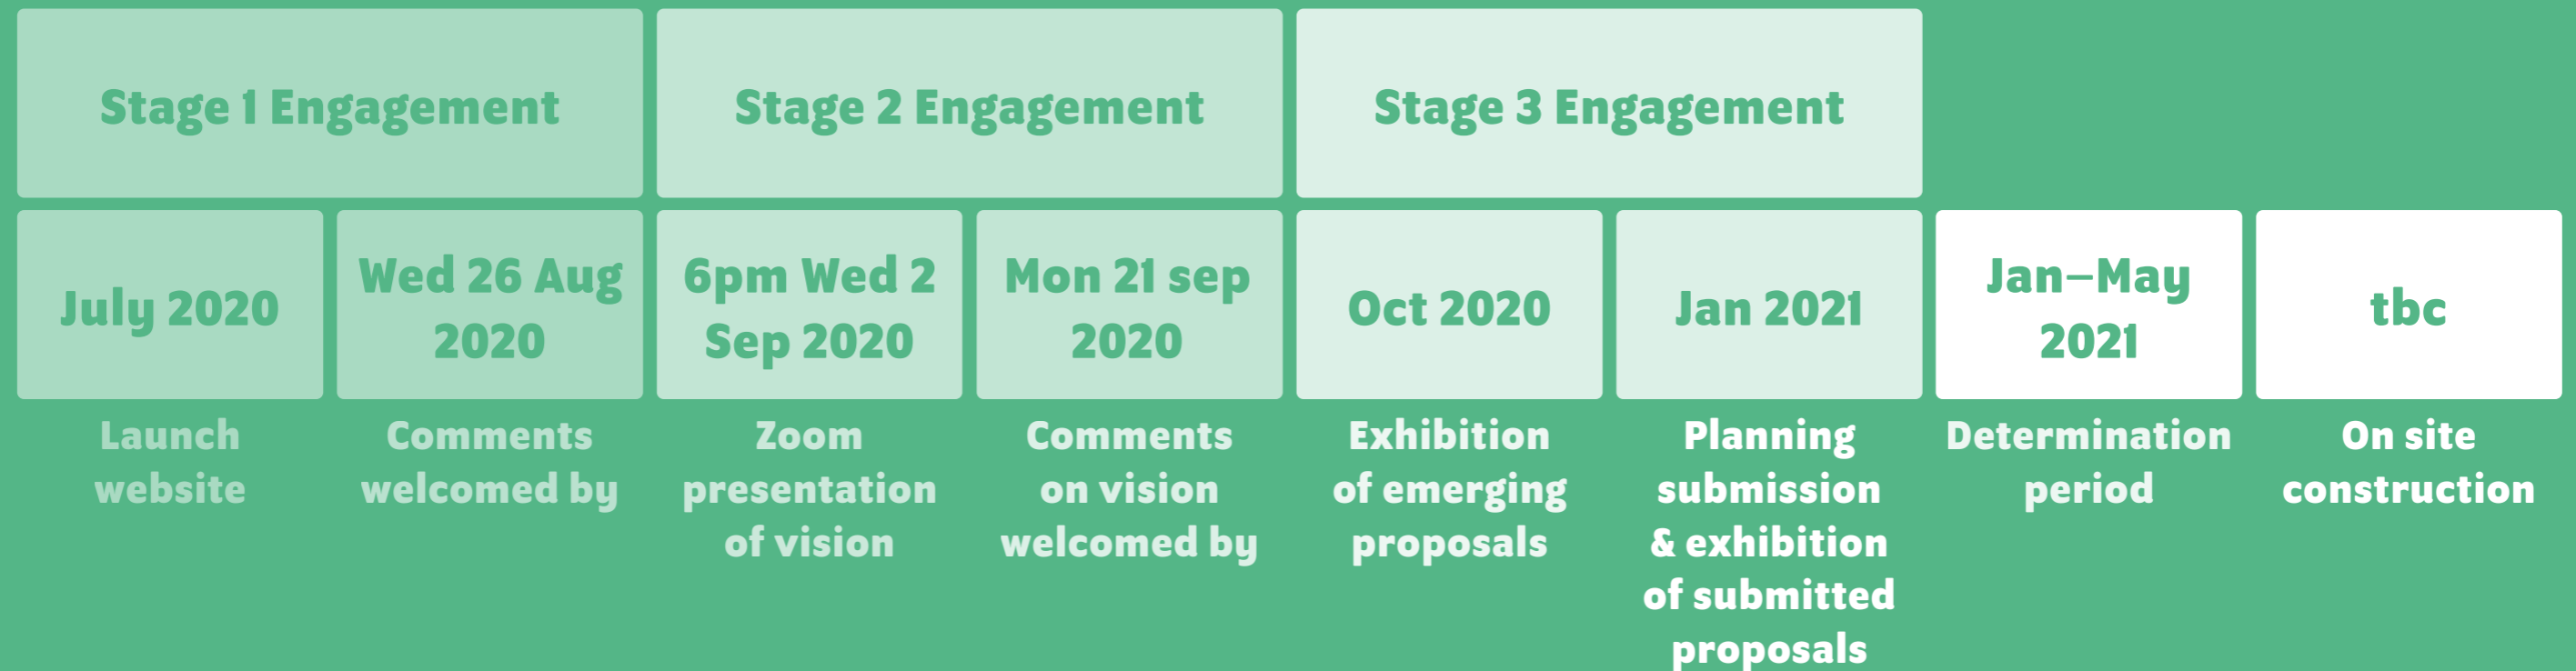 Stage 1 Engagement
Stage 2 Engagement
Stage 3 Engagement
July 2020
Wed 26 Aug
2020
6pm Wed 2
Sep 2020
Mon 21 sep
2020
Oct 2020
Jan 2021
Jan–May
2021
tbc
Launch
website
Comments
welcomed by
Zoom
presentation
of vision
Comments
on vision
welcomed by
Exhibition
of emerging
proposals
Planning
submission
& exhibition
of submitted
proposals
Determination
period
On site
construction